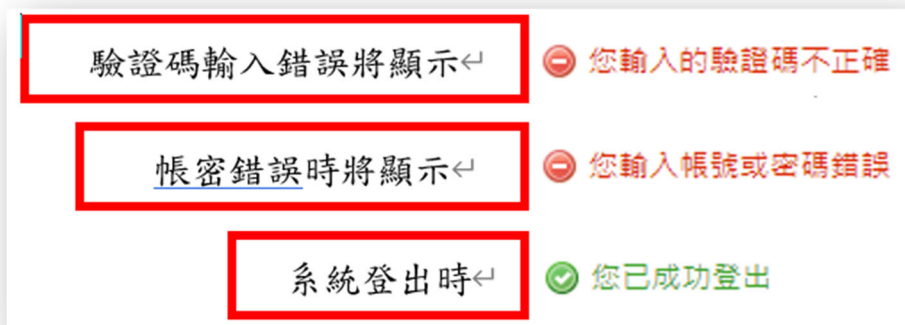 驗證碼輸入錯誤將顯示↵ 您輸入的驗證碼不正確
帳密錯誤時將顯示↵ 您輸入帳號或密碼錯誤
系統登出時↵ 您已成功登出